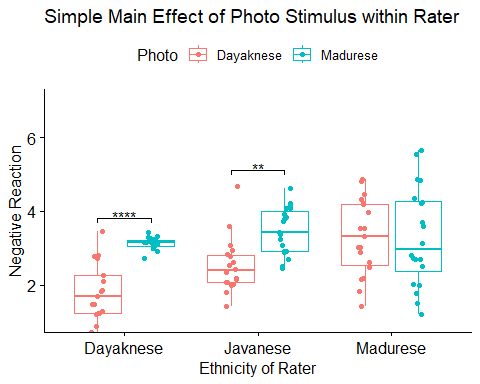 Simple Main Effect of Photo Stimulus within Rater
Photo Dayaknese Madurese
6
4
2
Negative Reaction
****
**
Dayaknese Javanese Madurese
Ethnicity of Rater